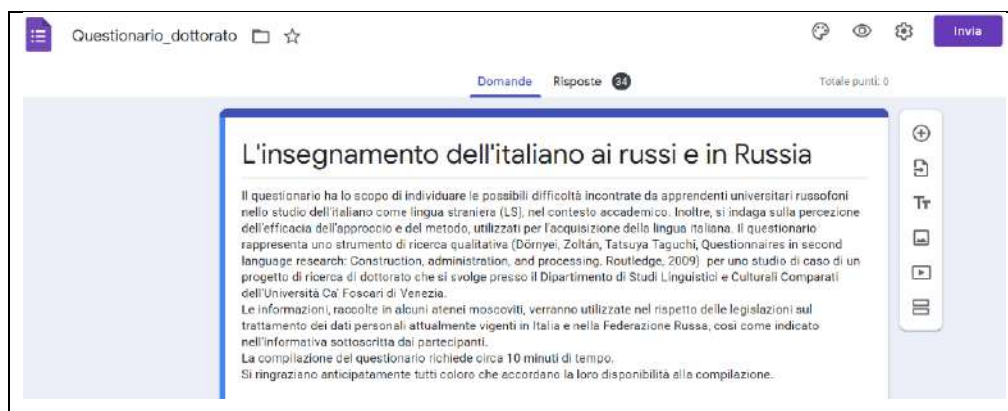 Questionario_dottorato
Invia
Domande Risposte 34
Totale punti: 0
L'insegnamento dell'italiano ai russi e in Russia
Il questionario ha lo scopo di individuare le possibili difficoltà incontrate da apprendenti universitari russofoni
nello studio dell'italiano come lingua straniera (LS), nel contesto accademico. Inoltre, si indaga sulla percezione
dell'efficacia dell'approccio e del metodo, utilizzati per l'acquisizione della lingua italiana. Il questionario
rappresenta uno strumento di ricerca qualitativa (Dörnyei, Zoltán, Tatsuya Taguchi, Questionnaires in second
language research: Construction, administration, and processing, Routledge, 2009) per uno studio di caso di un
progetto di ricerca di dottorato che si svolge presso il Dipartimento di Studi Linguistici e Culturali Comparati
dell'Università Ca' Foscari di Venezia.
Le informazioni, raccolte in alcuni atenei moscoviti, verranno utilizzate nel rispetto delle legislazioni sul
trattamento dei dati personali attualmente vigenti in Italia e nella Federazione Russa, così come indicato
nell'informativa sottoscritta dai partecipanti.
La compilazione del questionario richiede circa 10 minuti di tempo.
Si ringraziano anticipatamente tutti coloro che accordano la loro disponibilità alla compilazione.
Tт